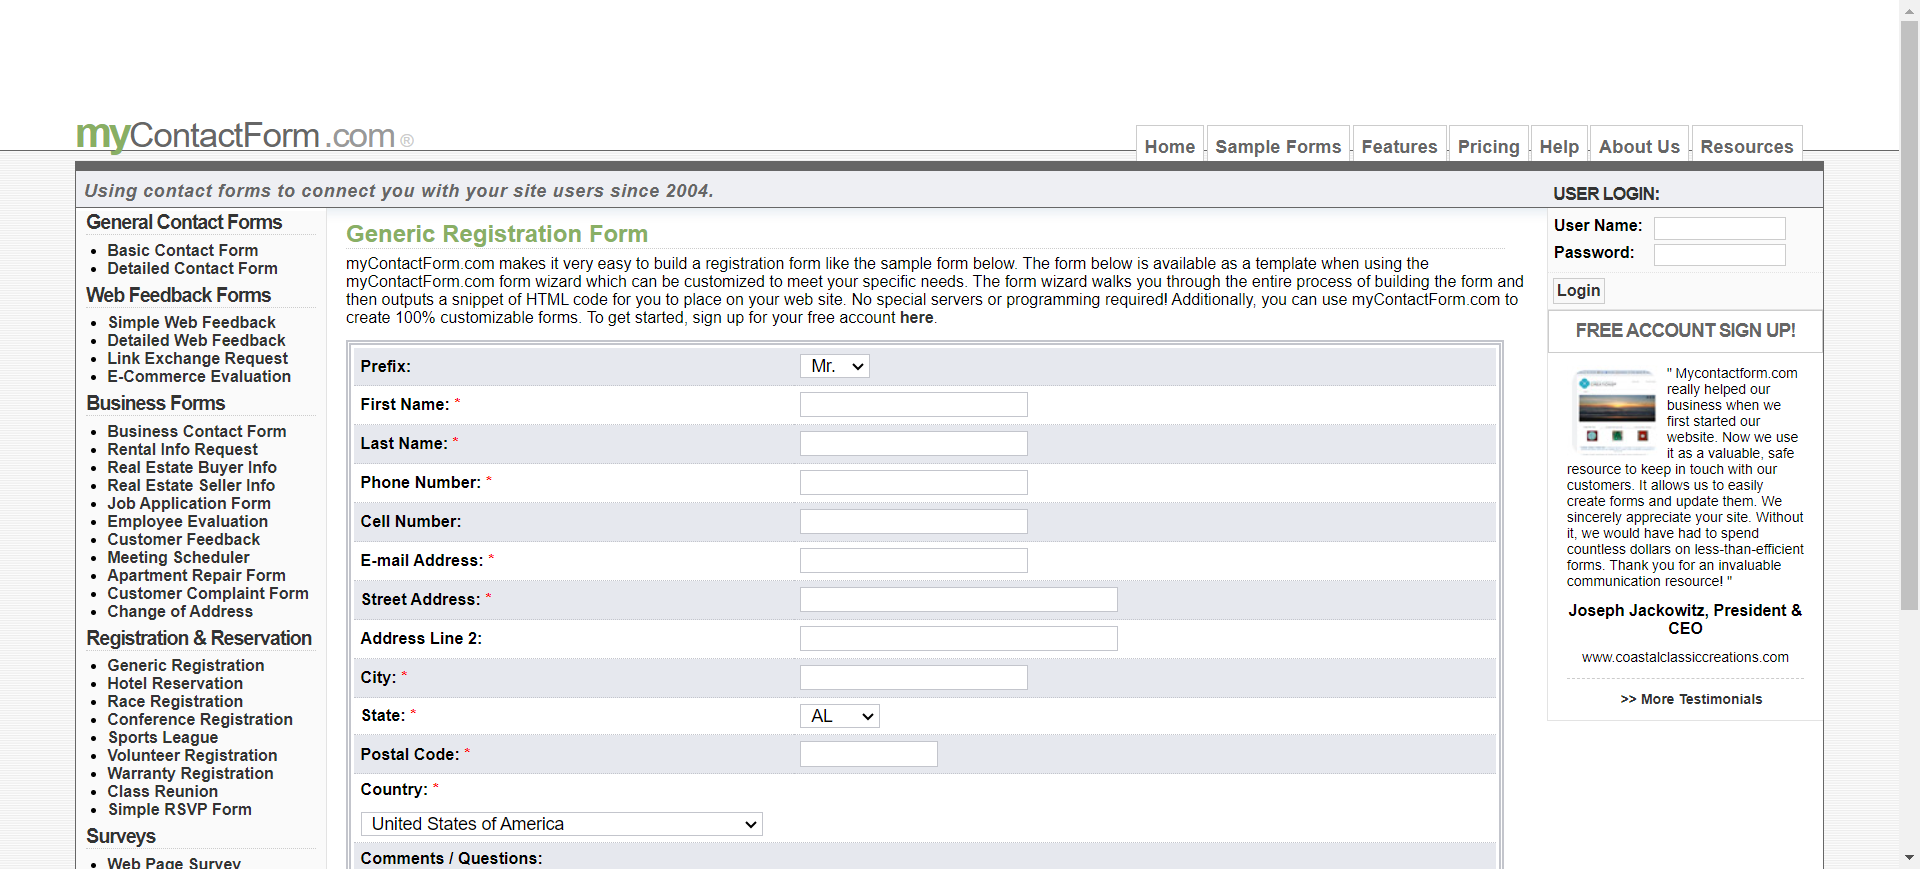 myContactForm.com ®
Home
Sample Forms
Features
Pricing
Help
About Us
Resources
Using contact forms to connect you with your site users since 2004.
USER LOGIN:
General Contact Forms
Basic Contact Form
Detailed Contact Form
Web Feedback Forms
Simple Web Feedback
Detailed Web Feedback
Link Exchange Request
E-Commerce Evaluation
Business Forms
Business Contact Form
Rental Info Request
Real Estate Buyer Info
Real Estate Seller Info
Job Application Form
Employee Evaluation
Customer Feedback
Meeting Scheduler
Apartment Repair Form
Customer Complaint Form
Change of Address
Registration & Reservation
Generic Registration
Hotel Reservation
Race Registration
Conference Registration
Sports League
Volunteer Registration
Warranty Registration
Class Reunion
Simple RSVP Form
Surveys
Web Page Survey
Generic Registration Form
myContactForm.com makes it very easy to build a registration form like the sample form below. The form below is available as a template when using the
myContactForm.com form wizard which can be customized to meet your specific needs. The form wizard walks you through the entire process of building the form and
then outputs a snippet of HTML code for you to place on your web site. No special servers or programming required! Additionally, you can use myContactForm.com to
create 100% customizable forms. To get started, sign up for your free account here.
Prefix: Mr.
First Name: *
Last Name: *
Phone Number: *
Cell Number:
E-mail Address: *
Street Address: *
Address Line 2:
City: *
State: * AL
Postal Code: *
Country: *
United States of America
Comments / Questions:
User Name:
Password:
Login
FREE ACCOUNT SIGN UP!
" Mycontactform.com
really helped our
business when we
first started our
website. Now we use
it as a valuable, safe
resource to keep in touch with our
customers. It allows us to easily
create forms and update them. We
sincerely appreciate your site. Without
it, we would have had to spend
countless dollars on less-than-efficient
forms. Thank you for an invaluable
communication resource! "
Joseph Jackowitz, President &
CEO
www.coastalclassiccreations.com
>> More Testimonials